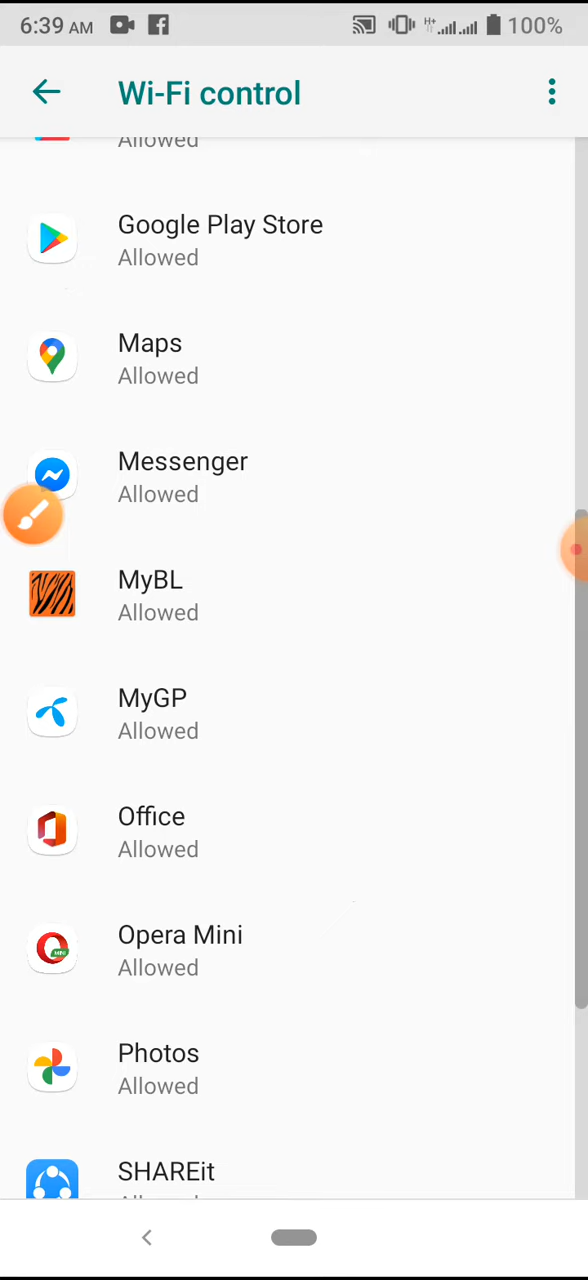 6:39 AM
H+
100%
Wi-Fi control
Allowed
Google Play Store
Allowed
Maps
Allowed
Messenger
Allowed
MyBL
Allowed
MyGP
Allowed
Office
Allowed
Opera Mini
Allowed
Photos
Allowed
SHAREit